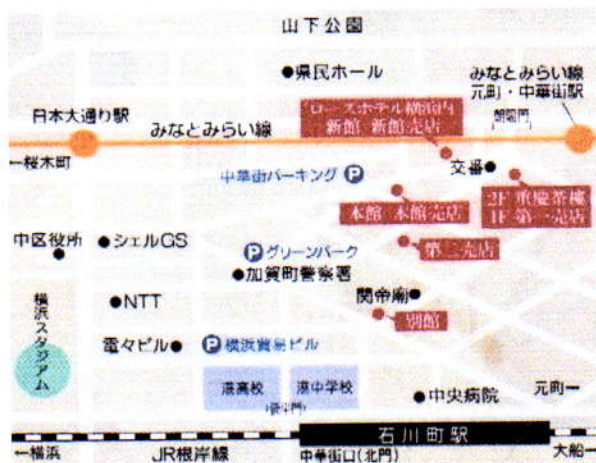 山下公園
県民ホール
みなとみらい線
元町・中華街駅
日本大通り駅
ローズホテル横浜内
新館 新館売店
朝陽門
みなとみらい線
←桜木町
交番
中華街パーキング P
2F 重慶茶樓
1F 第一売店
本館 本館売店
中区役所
シェルGS
P グリーンパーク
第二売店
加賀町警察署
関帝廟
横浜スタジアム
NTT
別館
電々ビル
P 横浜貿易ビル
港高校
港中学校
中央病院
元町
石川町駅
←横浜
JR根岸線
中華街口(北門)
大船→